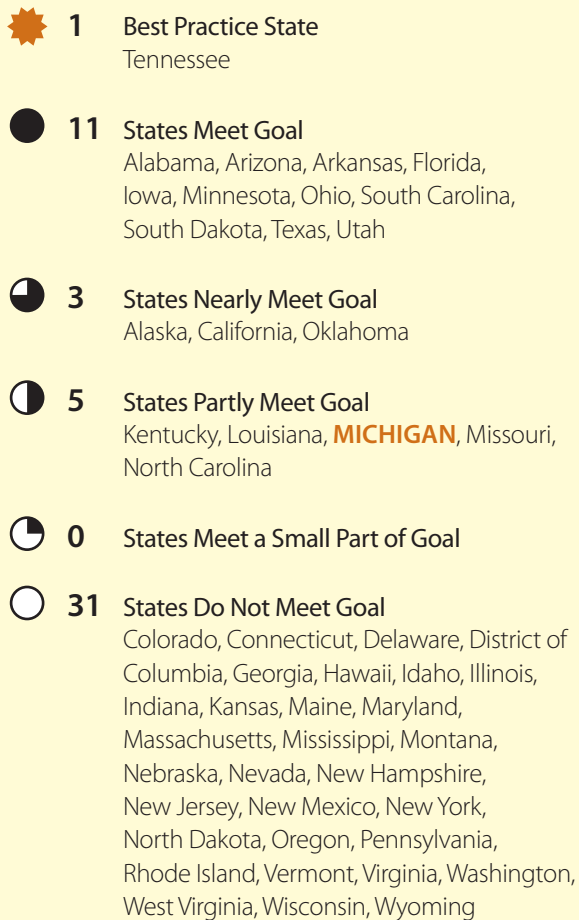 1 Best Practice State
Tennessee
11 States Meet Goal
Alabama, Arizona, Arkansas, Florida,
Iowa, Minnesota, Ohio, South Carolina,
South Dakota, Texas, Utah
3 States Nearly Meet Goal
Alaska, California, Oklahoma
5 States Partly Meet Goal
Kentucky, Louisiana, MICHIGAN, Missouri,
North Carolina
0 States Meet a Small Part of Goal
31 States Do Not Meet Goal
Colorado, Connecticut, Delaware, District of
Columbia, Georgia, Hawaii, Idaho, Illinois,
Indiana, Kansas, Maine, Maryland,
Massachusetts, Mississippi, Montana,
Nebraska, Nevada, New Hampshire,
New Jersey, New Mexico, New York,
North Dakota, Oregon, Pennsylvania,
Rhode Island, Vermont, Virginia, Washington,
West Virginia, Wisconsin, Wyoming